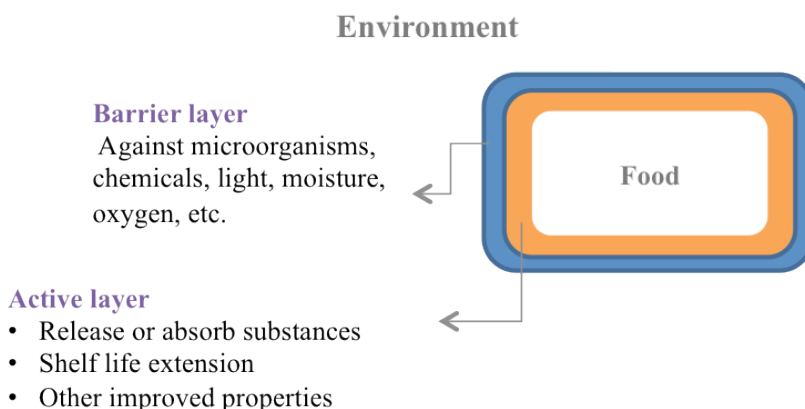 Environment
Barrier layer
Against microorganisms,
chemicals, light, moisture,
oxygen, etc.
Food
Active layer
• Release or absorb substances
• Shelf life extension
• Other improved properties